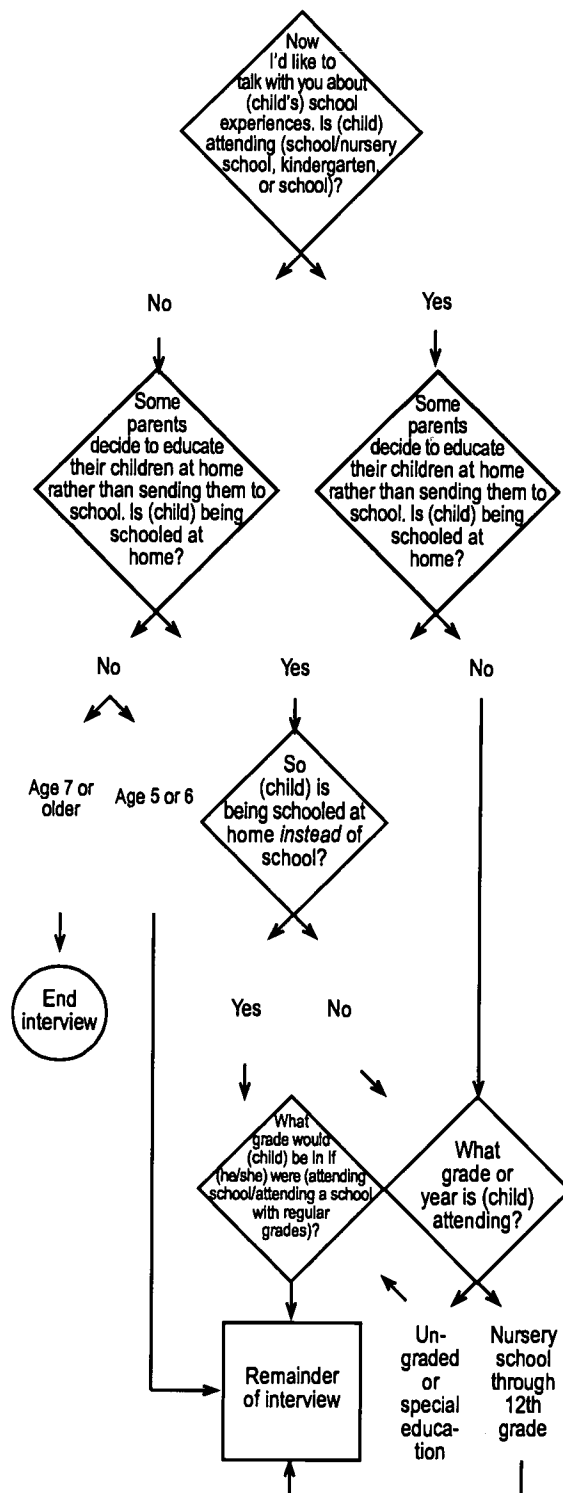 Now
I'd like to
talk with you about
(child's) school
experiences. Is (child)
attending (school/nursery
school, kindergarten,
or school)?
No
Yes
Some
parents
decide to educate
their children at home
rather than sending them to
school. Is (child) being
schooled at
home?
Some
parents
decide to educate
their children at home
rather than sending them to
school. Is (child) being
schooled at
home?
No
Yes
No
Age 7 or
older
Age 5 or 6
So
(child) is
being schooled at
home instead of
school?
End
interview
Yes
No
What
grade would
(child) be in if
(he/she) were (attending
school/attending a school
with regular
grades)?
What
grade or
year is (child)
attending?
Remainder
of interview
Un-
graded
or
special
educa-
tion
Nursery
school
through
12th
grade